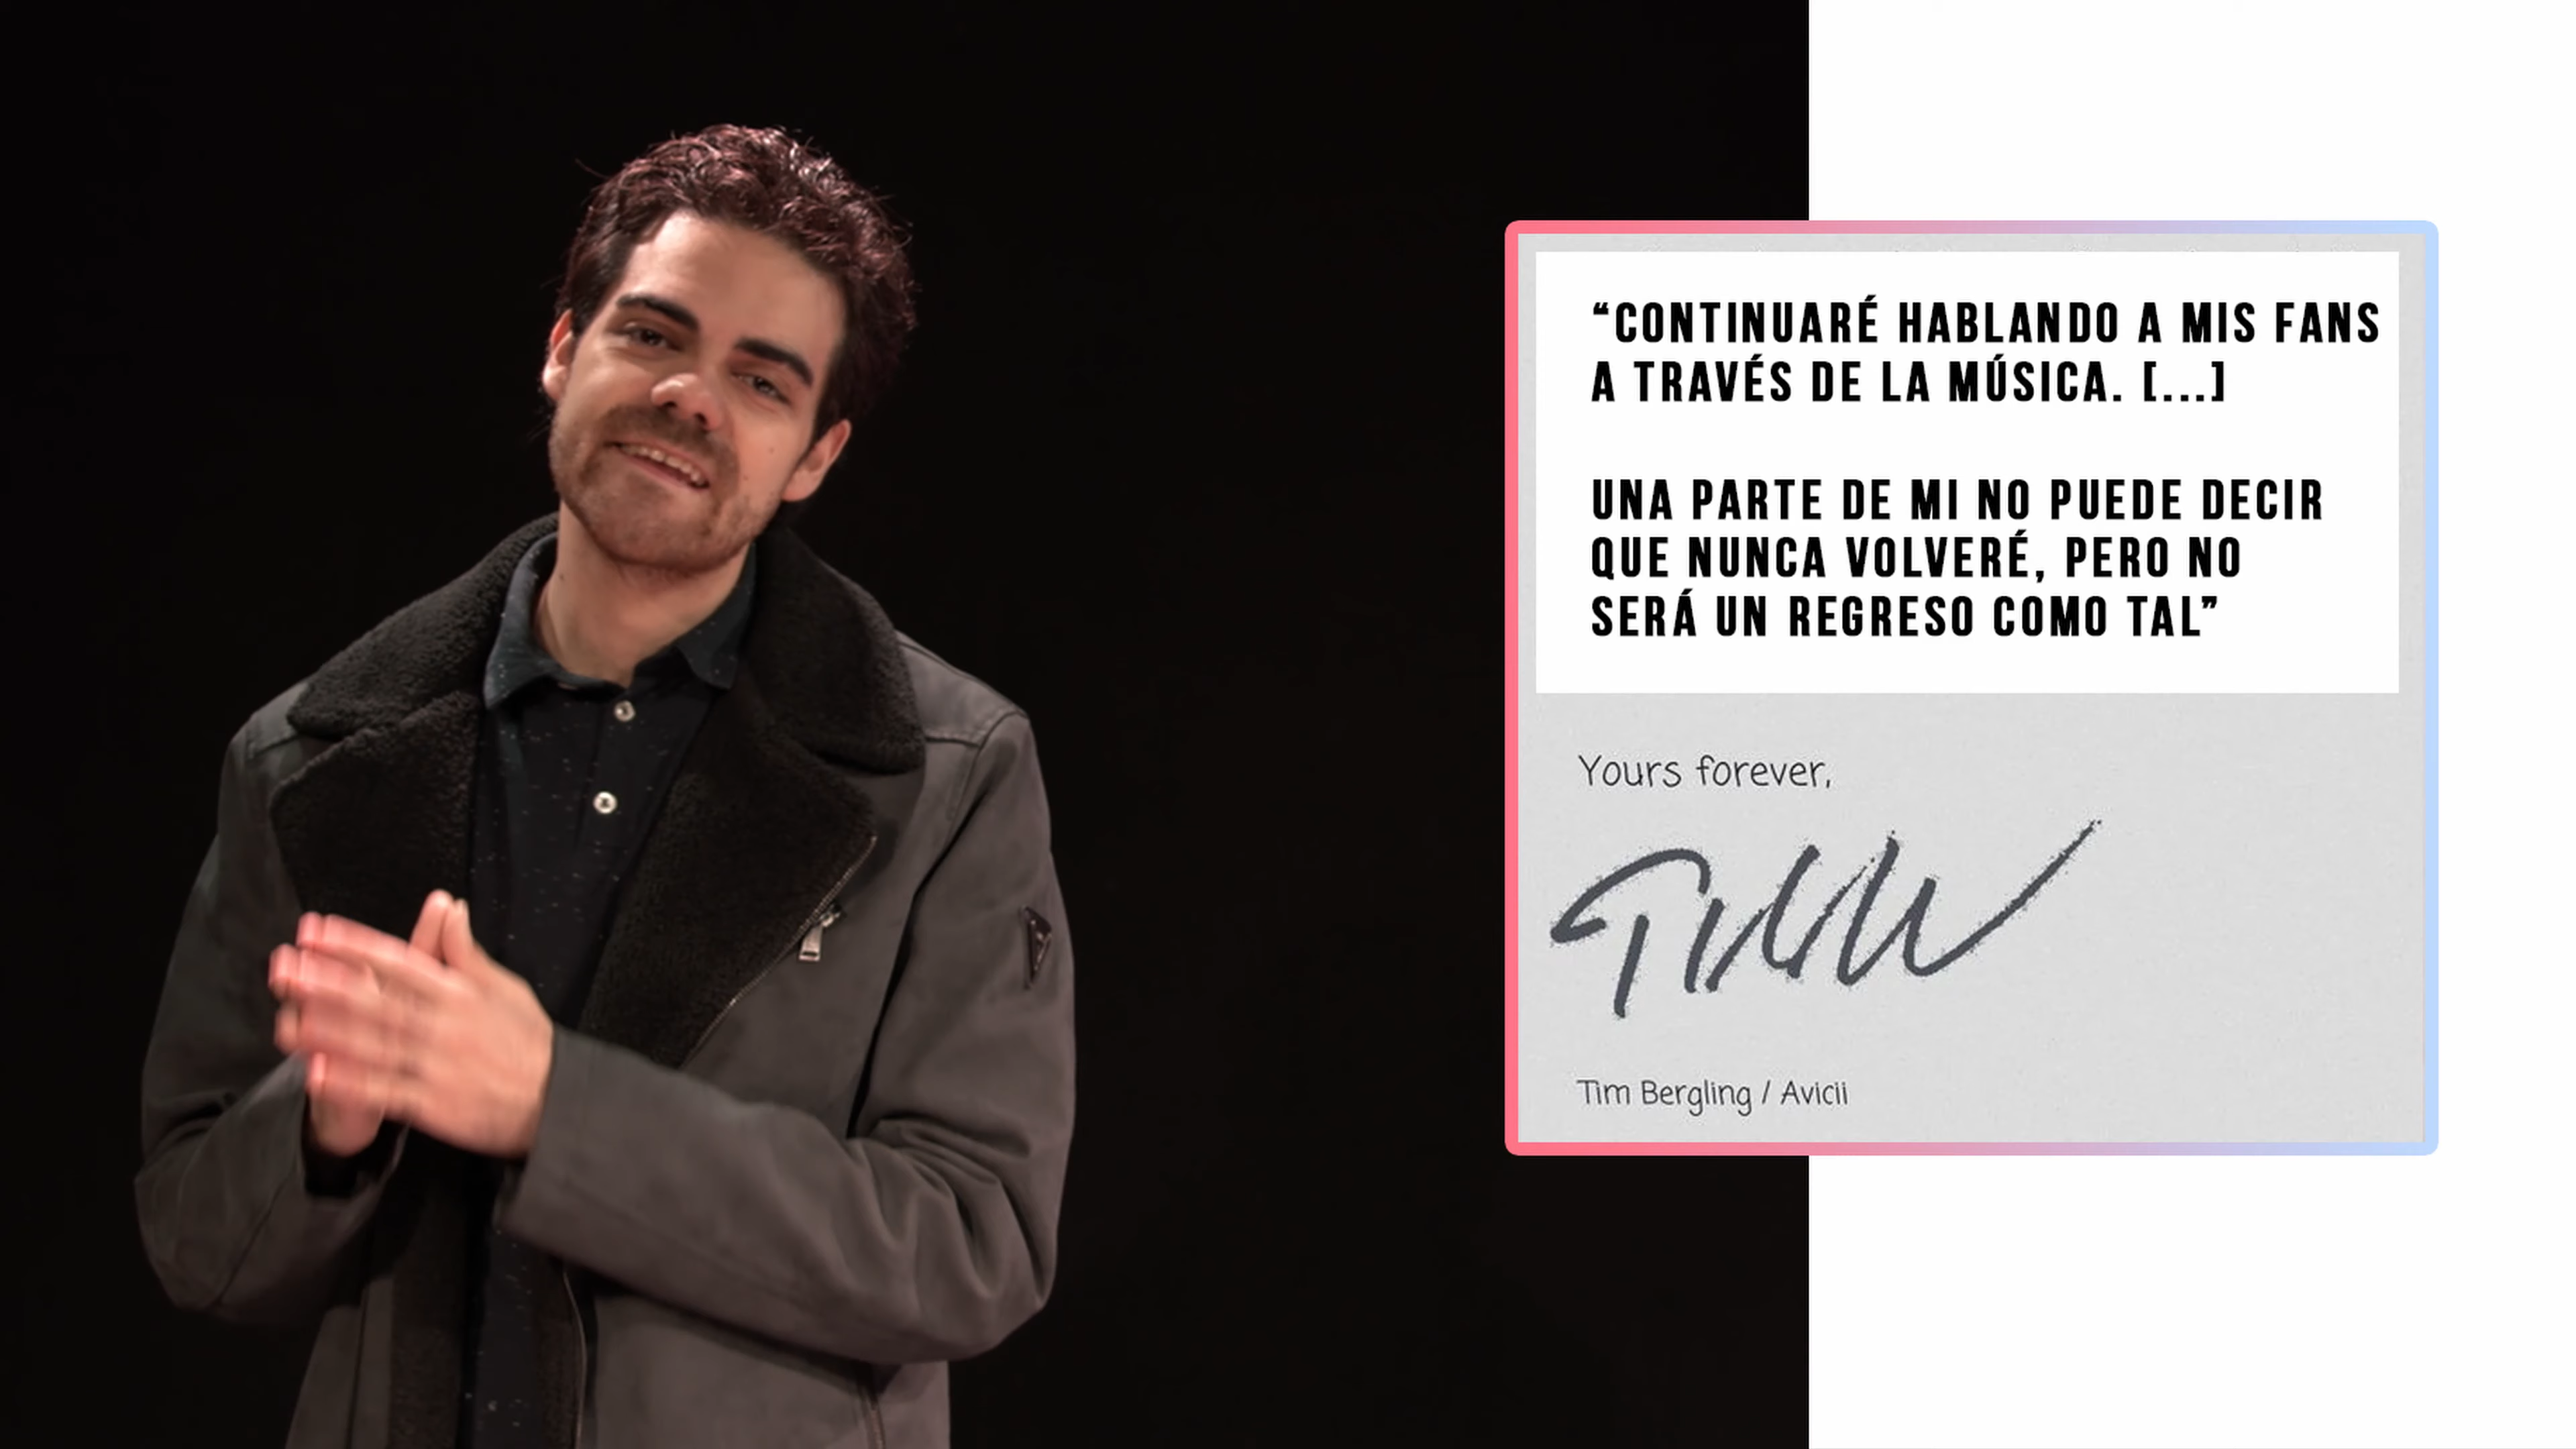 “CONTINUARÉ HABLANDO A MIS FANS
A TRAVÉS DE LA MÚSICA. [...]
UNA PARTE DE MI NO PUEDE DECIR
QUE NUNCA VOLVERÉ, PERO NO
SERÁ UN REGRESO COMO TAL”
Yours forever,
Tim Bergling / Avicii